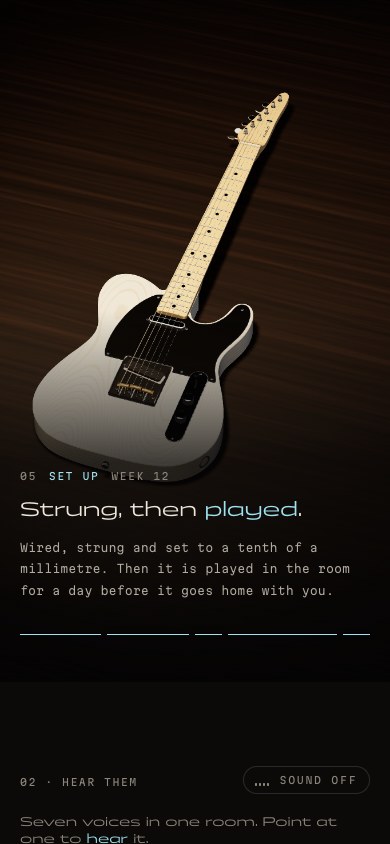 05 SET UP WEEK 12
Strung, then played.
Wired, strung and set to a tenth of a
millimetre. Then it is played in the room
for a day before it goes home with you.
02 · HEAR THEM
SOUND OFF
Seven voices in one room. Point at
one to hear it.